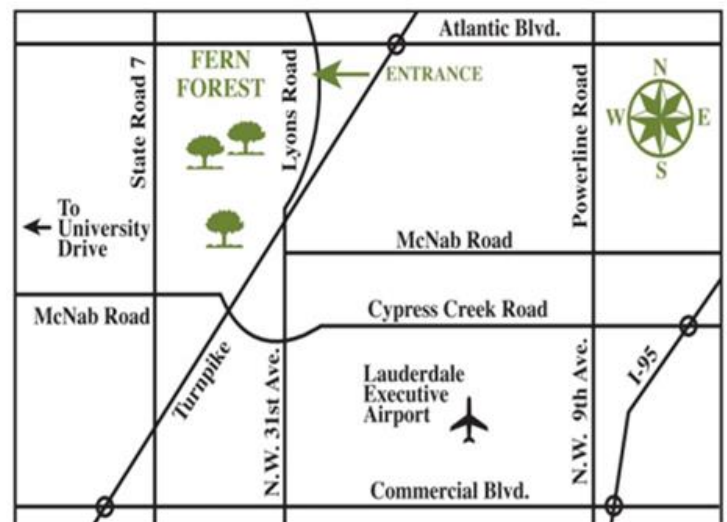 Atlantic Blvd.
FERN
FOREST
ENTRANCE
State Road 7
Lyons Road
Powerline Road
N
W
E
S
To
University
Drive
McNab Road
McNab Road
Cypress Creek Road
Turnpike
N.W. 31st Ave.
Lauderdale
Executive
Airport
N.W. 9th Ave.
I-95
Commercial Blvd.